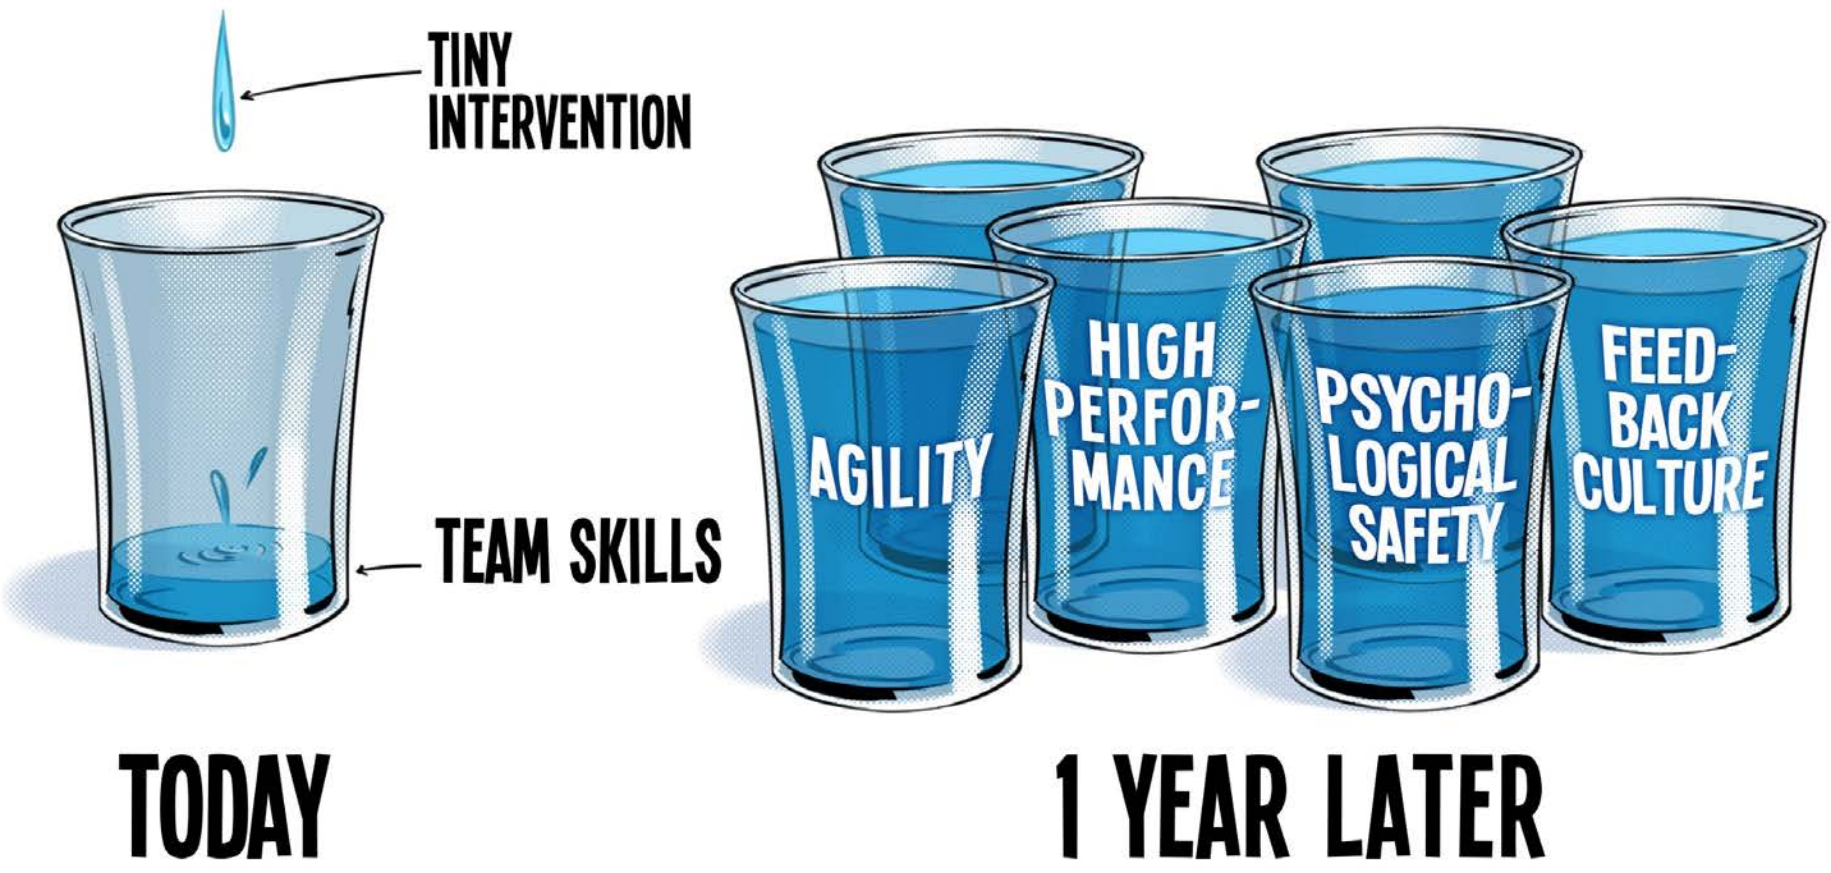 TINY
INTERVENTION
TEAM SKILLS
TODAY
AGILITY
HIGH
PERFOR-
MANCE
PSYCHO-
LOGICAL
SAFETY
FEED-
BACK
CULTURE
1 YEAR LATER